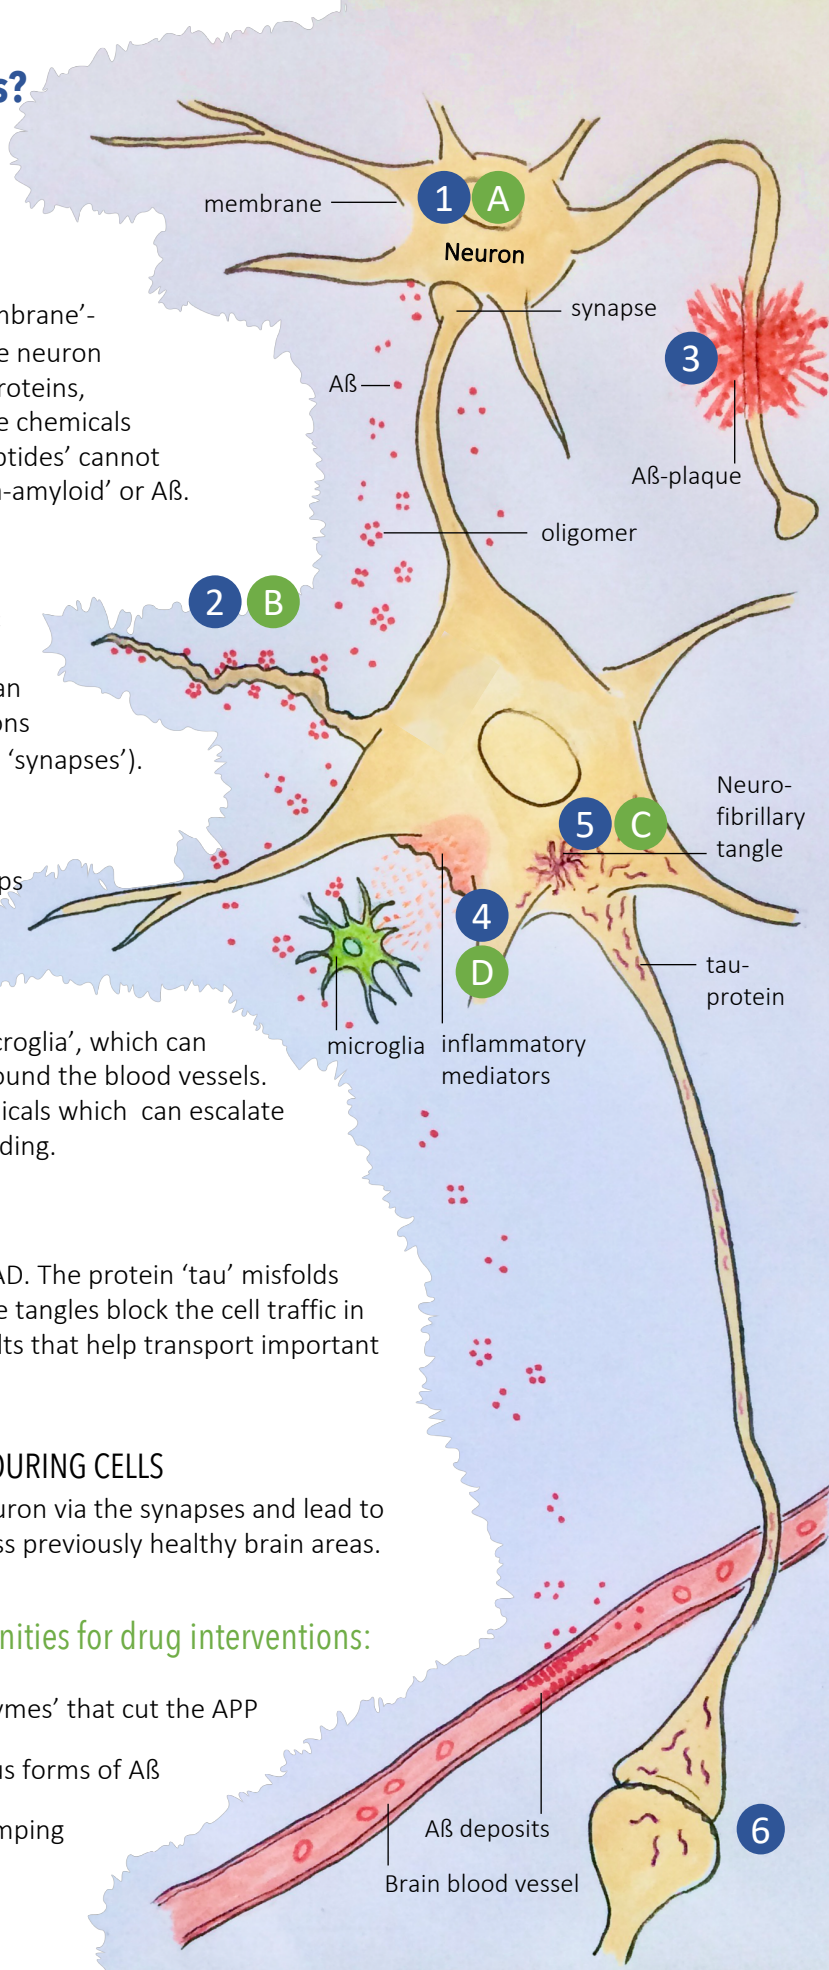 s?
membrane
1
A
Neuron
mbrane’-
synapse
e neuron
3
roteins,
Aß
e chemicals
ptides’ cannot
Aß-plaque
-amyloid’ or Aß.
oligomer
2
B
an
ons
‘synapses’).
Neuro-
fibrillary
tangle
5
C
ps
4
D
tau-
protein
croglia’, which can
microglia
inflammatory
mediators
ound the blood vessels.
icals which can escalate
ding.
AD. The protein ‘tau’ misfolds
e tangles block the cell traffic in
lts that help transport important
OURING CELLS
uron via the synapses and lead to
ss previously healthy brain areas.
nities for drug interventions:
ymes’ that cut the APP
us forms of Aß
mping
Aß deposits
6
Brain blood vessel